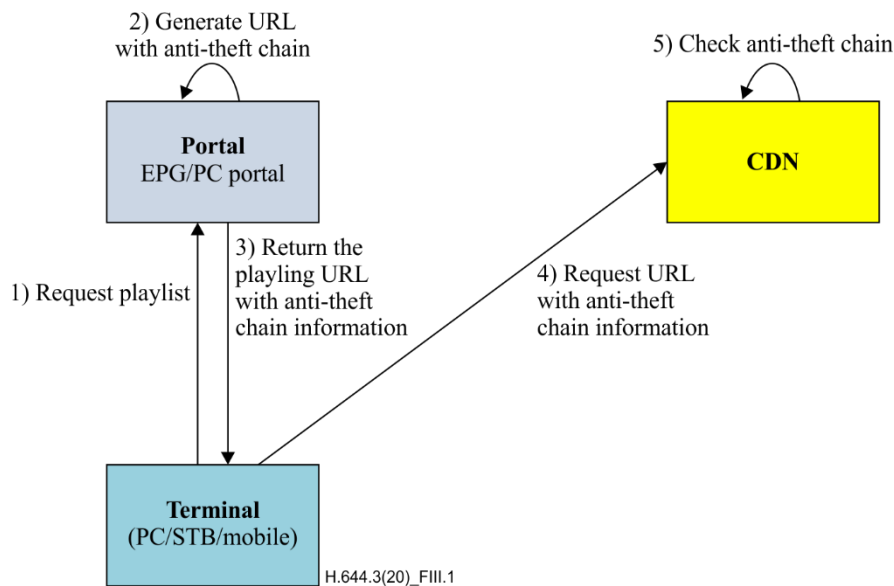 2) Generate URL
with anti-theft chain
5) Check anti-theft chain
Portal
EPG/PC portal
CDN
1) Request playlist
3) Return the
playling URL
with anti-theft
chain information
4) Request URL
with anti-theft
chain information
Terminal
(PC/STB/mobile)
H.644.3(20)_FIII.1